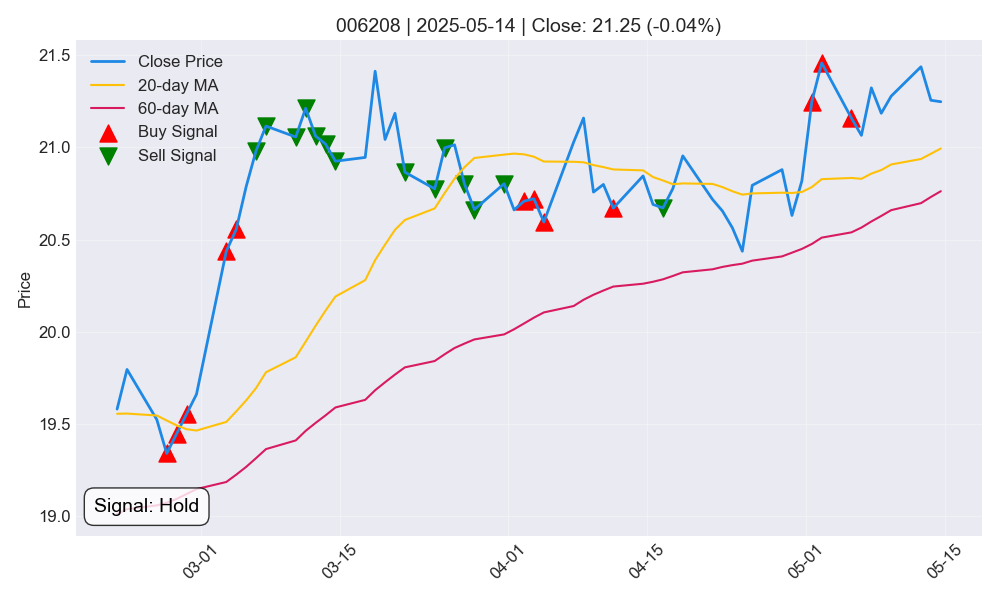 006208 | 2025-05-14 | Close: 21.25 (-0.04%)
21.5
21.0
20.5
20.0
19.5
19.0
Price
Close Price
20-day MA
60-day MA
Buy Signal
Sell Signal
Signal: Hold
03-01
03-15
04-01
04-15
05-01
05-15